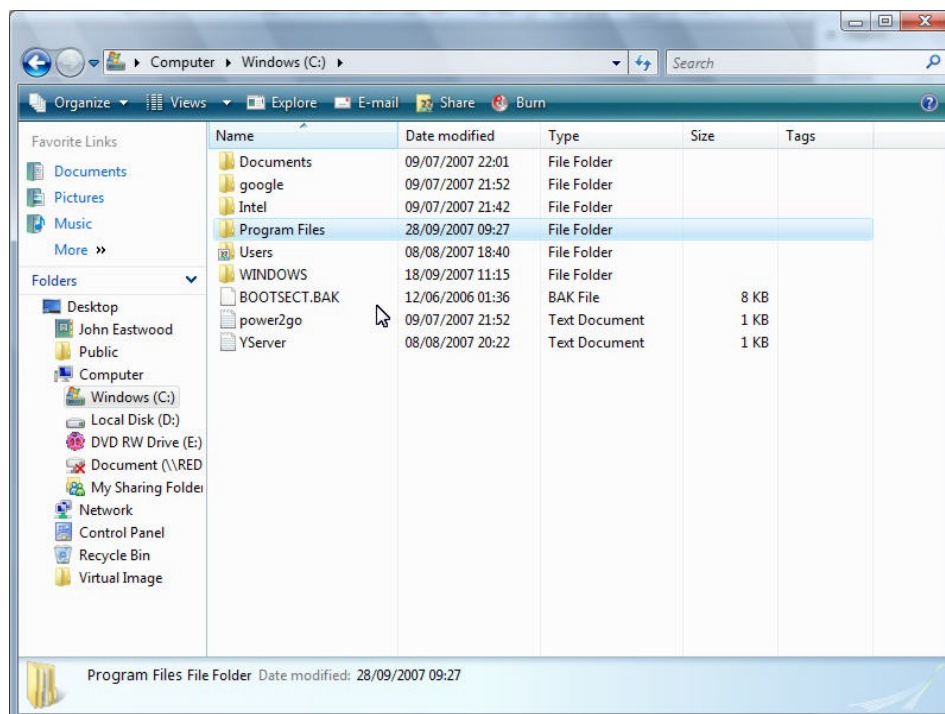 Computer Windows (C:) Search
Organize Views Explore E-mail Share Burn
Favorite Links
Documents
Pictures
Music
More »
Folders
Desktop
John Eastwood
Public
Computer
Windows (C:)
Local Disk (D:)
DVD RW Drive (E:)
Document (\\RED
My Sharing Folder
Network
Control Panel
Recycle Bin
Virtual Image
Name Date modified Type Size Tags
Documents 09/07/2007 22:01 File Folder
google 09/07/2007 21:52 File Folder
Intel 09/07/2007 21:42 File Folder
Program Files 28/09/2007 09:27 File Folder
Users 08/08/2007 18:40 File Folder
WINDOWS 18/09/2007 11:15 File Folder
BOOTSECT.BAK 12/06/2006 01:36 BAK File 8 KB
power2go 09/07/2007 21:52 Text Document 1 KB
YServer 08/08/2007 20:22 Text Document 1 KB
Program Files File Folder Date modified: 28/09/2007 09:27